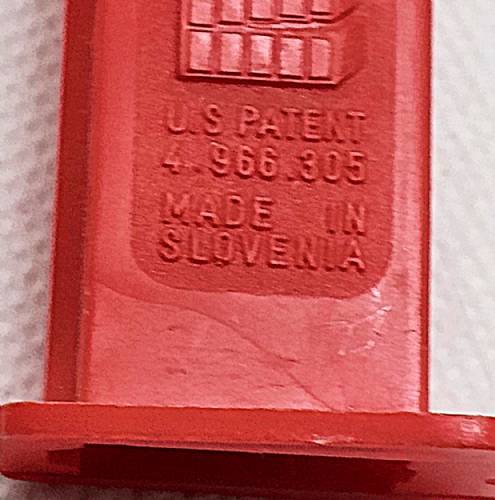 U.S PATENT
4.966.305
MADE IN
SLOVENIA